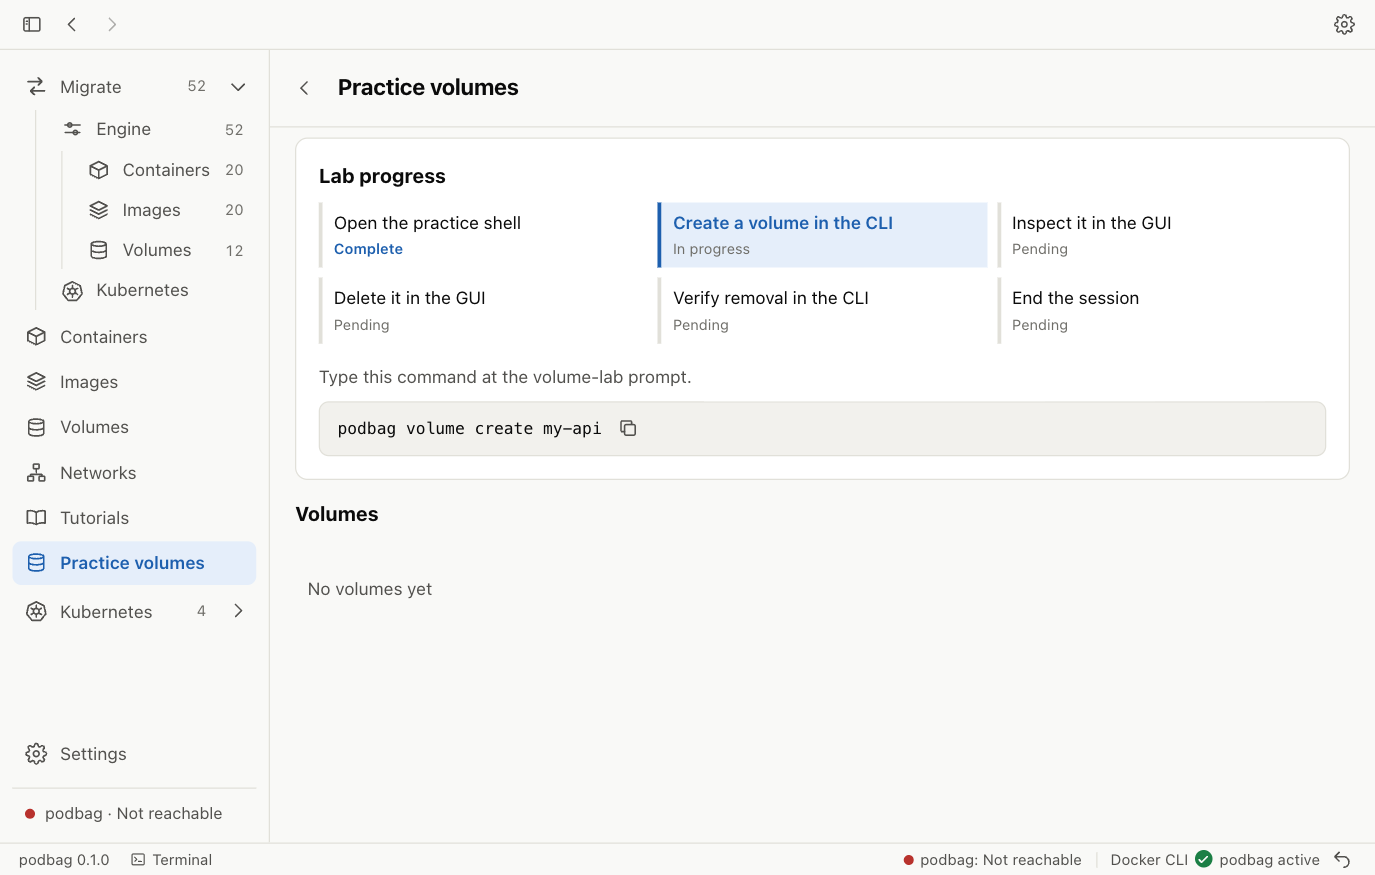 Migrate 52
Engine 52
Containers 20
Images 20
Volumes 12
Kubernetes
Containers
Images
Volumes
Networks
Tutorials
Practice volumes
Kubernetes 4
Settings
podbag · Not reachable
Practice volumes
Lab progress
Open the practice shell
Complete
Create a volume in the CLI
In progress
Inspect it in the GUI
Pending
Delete it in the GUI
Pending
Verify removal in the CLI
Pending
End the session
Pending
Type this command at the volume-lab prompt.
podbag volume create my-api
Volumes
No volumes yet
podbag 0.1.0 Terminal podbag: Not reachable Docker CLI podbag active